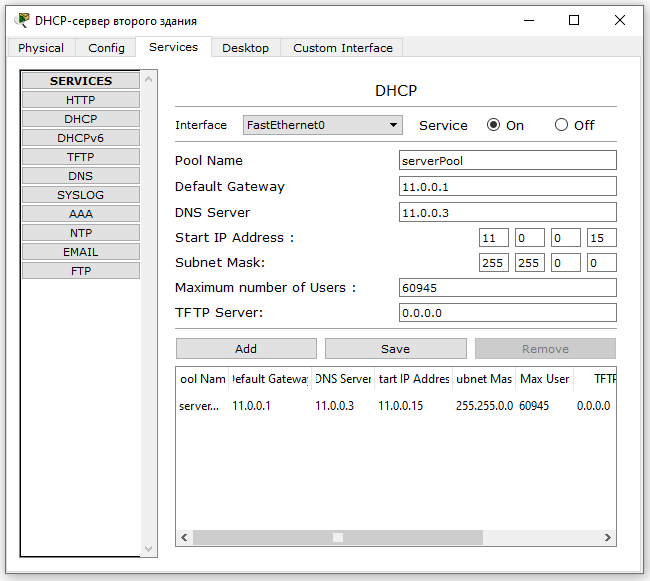 DHCP-сервер второго здания
Physical Config Services Desktop Custom Interface
SERVICES
HTTP
DHCP
DHCPv6
TFTP
DNS
SYSLOG
AAA
NTP
EMAIL
FTP
DHCP
Interface FastEthernet0 Service On Off
Pool Name serverPool
Default Gateway 11.0.0.1
DNS Server 11.0.0.3
Start IP Address : 11 0 0 15
Subnet Mask: 255 255 0 0
Maximum number of Users : 60945
TFTP Server: 0.0.0.0
Add Save Remove
ool Nam efault Gateway DNS Server tart IP Addres ubnet Mas Max User TFTP
server... 11.0.0.1 11.0.0.3 11.0.0.15 255.255.0.0 60945 0.0.0.0